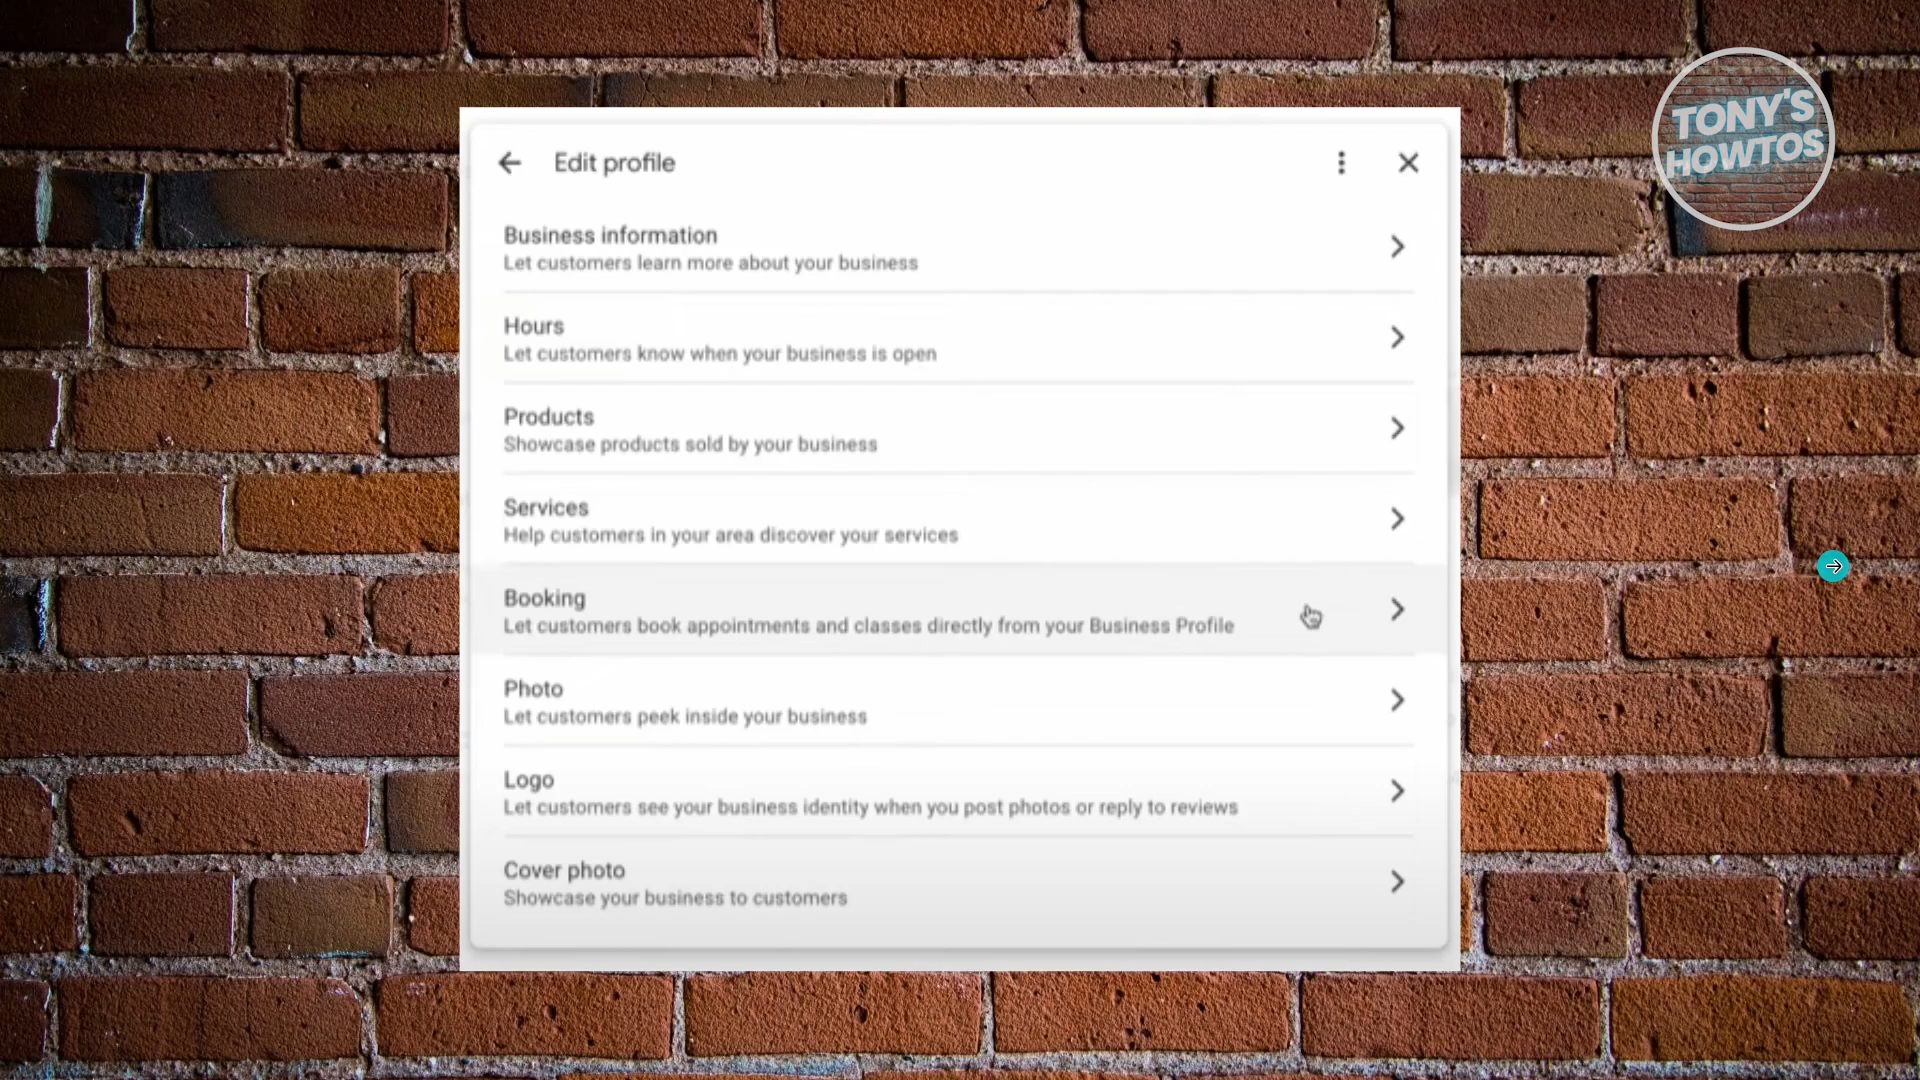 TONY'S
HOWTOS
Edit profile
Business information
Let customers learn more about your business
Hours
Let customers know when your business is open
Products
Showcase products sold by your business
Services
Help customers in your area discover your services
Booking
Let customers book appointments and classes directly from your Business Profile
Photo
Let customers peek inside your business
Logo
Let customers see your business identity when you post photos or reply to reviews
Cover photo
Showcase your business to customers